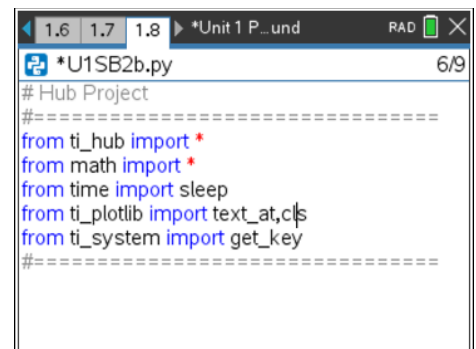 1.6 1.7 1.8 *Unit 1 P...und RAD
*U1SB2b.py 6/9
# Hub Project
#=================================
from ti_hub import *
from math import *
from time import sleep
from ti_plotlib import text_at,cls
from ti_system import get_key
#=================================